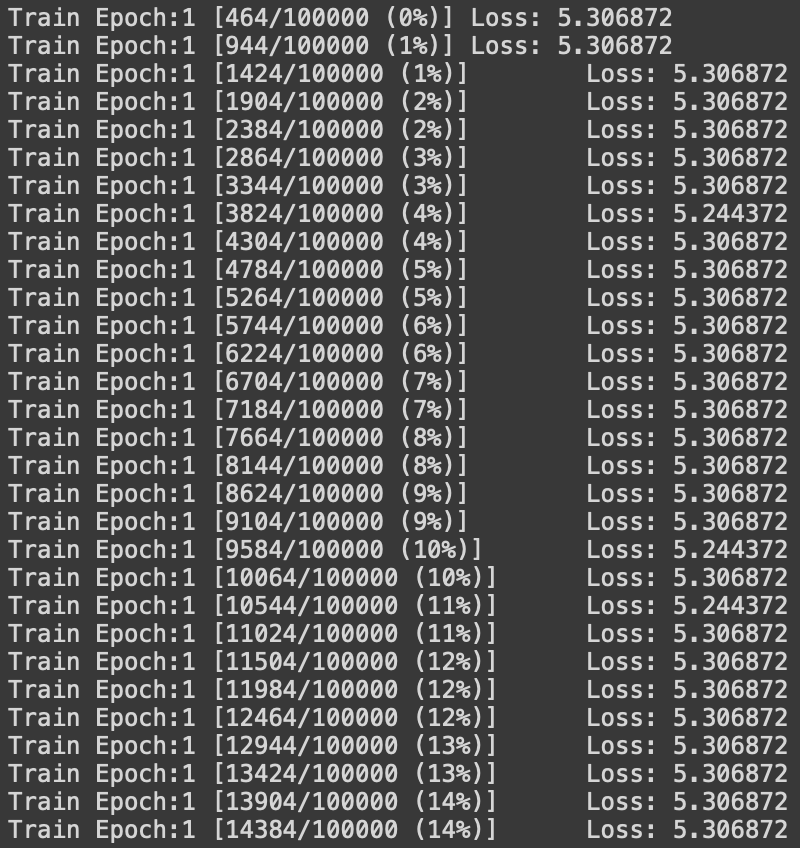 Train Epoch:1 [464/100000 (0%)] Loss: 5.306872
Train Epoch:1 [944/100000 (1%)] Loss: 5.306872
Train Epoch:1 [1424/100000 (1%)] Loss: 5.306872
Train Epoch:1 [1904/100000 (2%)] Loss: 5.306872
Train Epoch:1 [2384/100000 (2%)] Loss: 5.306872
Train Epoch:1 [2864/100000 (3%)] Loss: 5.306872
Train Epoch:1 [3344/100000 (3%)] Loss: 5.306872
Train Epoch:1 [3824/100000 (4%)] Loss: 5.244372
Train Epoch:1 [4304/100000 (4%)] Loss: 5.306872
Train Epoch:1 [4784/100000 (5%)] Loss: 5.306872
Train Epoch:1 [5264/100000 (5%)] Loss: 5.306872
Train Epoch:1 [5744/100000 (6%)] Loss: 5.306872
Train Epoch:1 [6224/100000 (6%)] Loss: 5.306872
Train Epoch:1 [6704/100000 (7%)] Loss: 5.306872
Train Epoch:1 [7184/100000 (7%)] Loss: 5.306872
Train Epoch:1 [7664/100000 (8%)] Loss: 5.306872
Train Epoch:1 [8144/100000 (8%)] Loss: 5.306872
Train Epoch:1 [8624/100000 (9%)] Loss: 5.306872
Train Epoch:1 [9104/100000 (9%)] Loss: 5.306872
Train Epoch:1 [9584/100000 (10%)] Loss: 5.244372
Train Epoch:1 [10064/100000 (10%)] Loss: 5.306872
Train Epoch:1 [10544/100000 (11%)] Loss: 5.244372
Train Epoch:1 [11024/100000 (11%)] Loss: 5.306872
Train Epoch:1 [11504/100000 (12%)] Loss: 5.306872
Train Epoch:1 [11984/100000 (12%)] Loss: 5.306872
Train Epoch:1 [12464/100000 (12%)] Loss: 5.306872
Train Epoch:1 [12944/100000 (13%)] Loss: 5.306872
Train Epoch:1 [13424/100000 (13%)] Loss: 5.306872
Train Epoch:1 [13904/100000 (14%)] Loss: 5.306872
Train Epoch:1 [14384/100000 (14%)] Loss: 5.306872